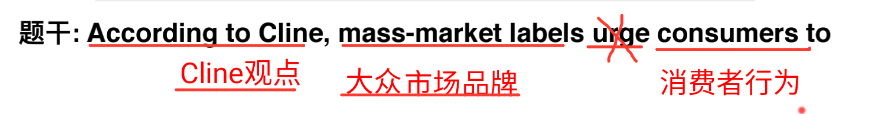 题干: According to Cline, mass-market labels urge consumers to
Cline观点 大众市场品牌 消费者行为